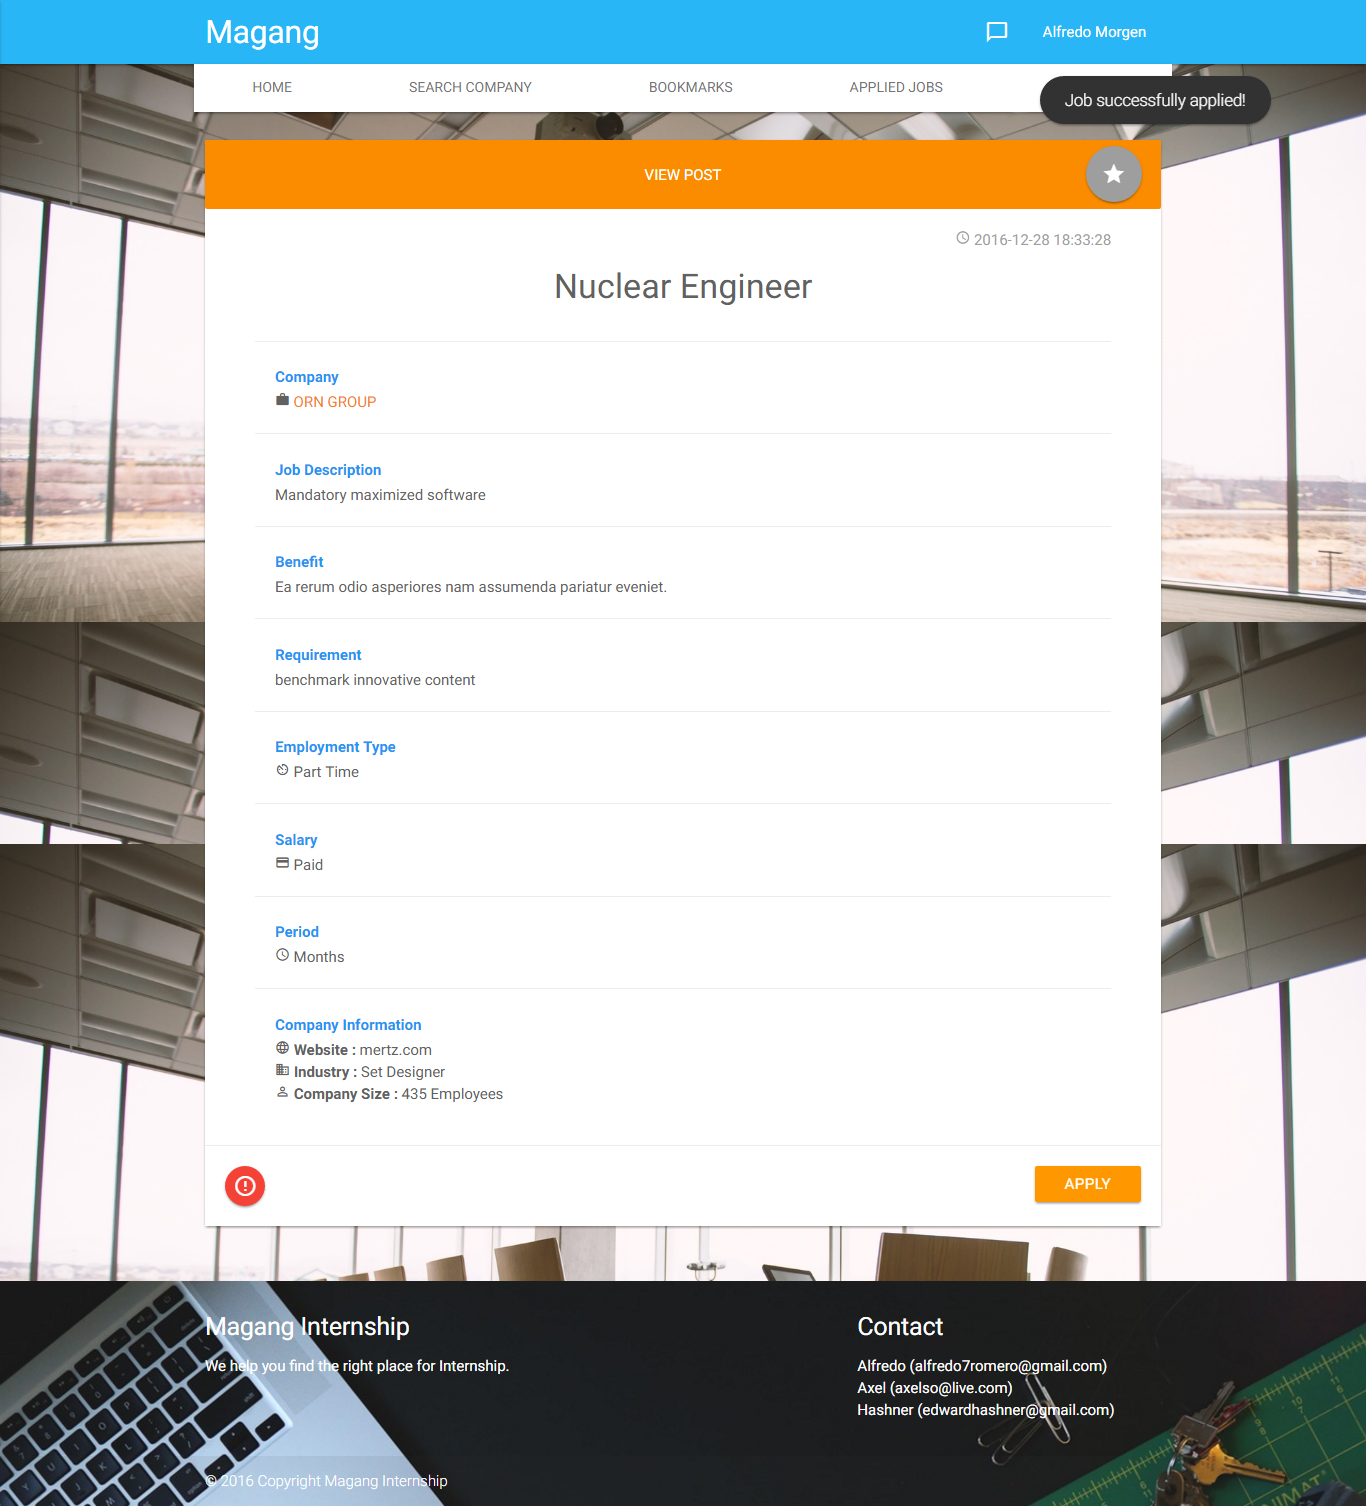 Magang
Alfredo Morgen
HOME
SEARCH COMPANY
BOOKMARKS
APPLIED JOBS
Job successfully applied!
VIEW POST
2016-12-28 18:33:28
Nuclear Engineer
Company
ORN GROUP
Job Description
Mandatory maximized software
Benefit
Ea rerum odio asperiores nam assumenda pariatur eveniet.
Requirement
benchmark innovative content
Employment Type
Part Time
Salary
Paid
Period
Months
Company Information
Website : mertz.com
Industry : Set Designer
Company Size : 435 Employees
APPLY
Magang Internship
We help you find the right place for Internship.
Contact
Alfredo (alfredo7romero@gmail.com)
Axel (axelso@live.com)
Hashner (edwardhashner@gmail.com)
© 2016 Copyright Magang Internship